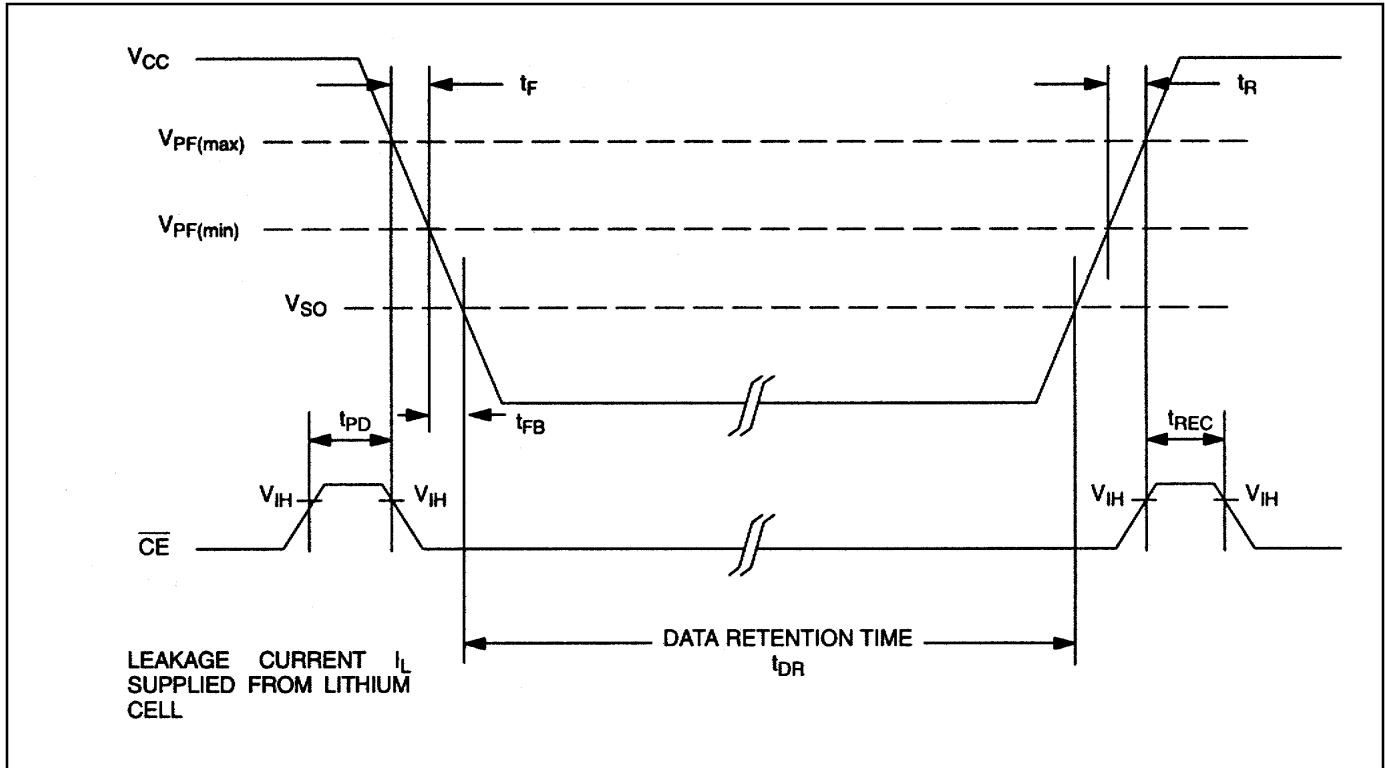 VCC
tF
tR
VPF(max)
VPF(min)
VSO
tPD
tFB
tREC
VIH
VIH
VIH
VIH
CE
DATA RETENTION TIME
tDR
LEAKAGE CURRENT IL
SUPPLIED FROM LITHIUM
CELL